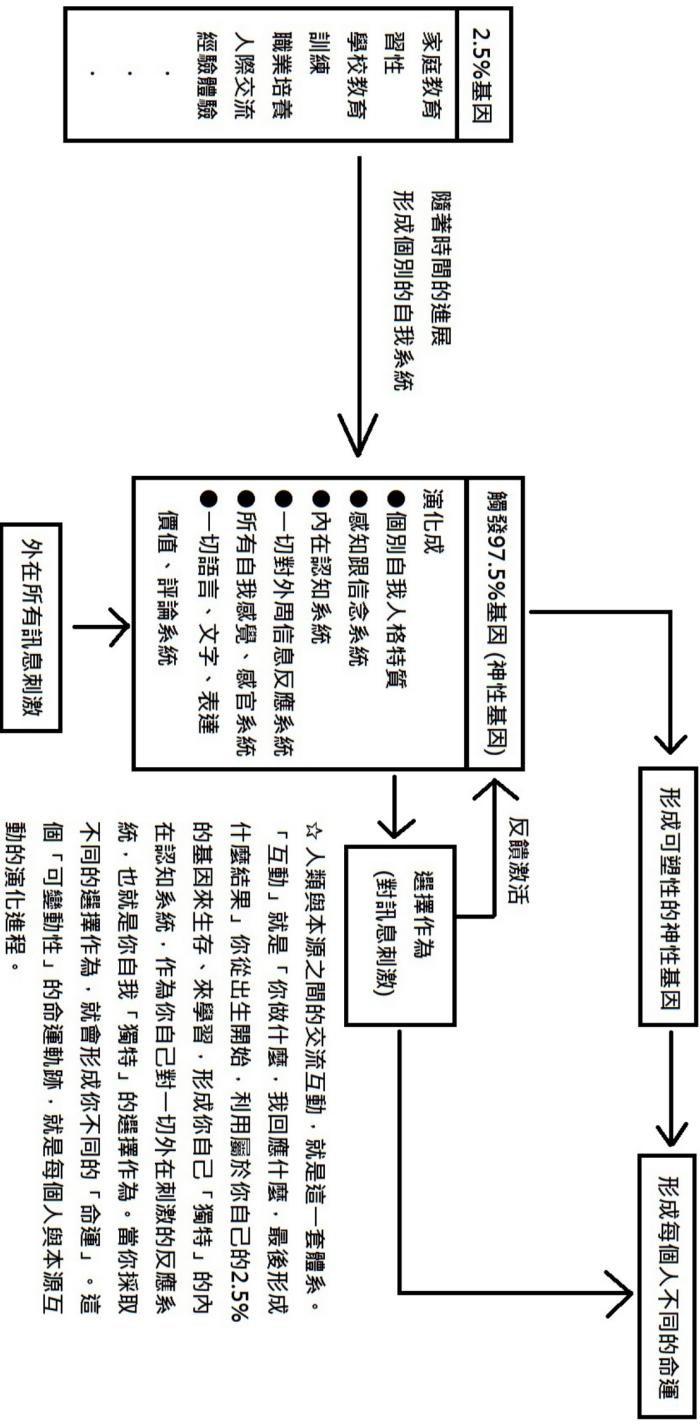 2.5%基因
家庭教育
習性
學校教育
訓練
職業培養
人際交流
經驗體驗
.
.
.
隨著時間的進展
形成個別的自我系統
觸發97.5%基因 (神性基因)
演化成
●個別自我人格特質
●感知跟信念系統
●內在認知系統
●一切對外周信息反應系統
●所有自我感覺、感官系統
●一切語言、文字、表達
價值、評論系統
外在所有訊息刺激
反饋激活
選擇作為
(對訊息刺激)
形成可塑性的神性基因
形成每個人不同的命運
☆人類與本源之間的交流互動，就是這一套體系。
「互動」就是「你做什麼，我回應什麼，最後形成
什麼結果」你從出生開始，利用屬於你自己的2.5%
的基因來生存、來學習，形成你自己「獨特」的內
在認知系統，作為你自己對一切外在刺激的反應系
統，也就是你自我「獨特」的選擇作為。當你採取
不同的選擇作為，就會形成你不同的「命運」。這
個「可變動性」的命運軌跡，就是每個人與本源互
動的演化進程。